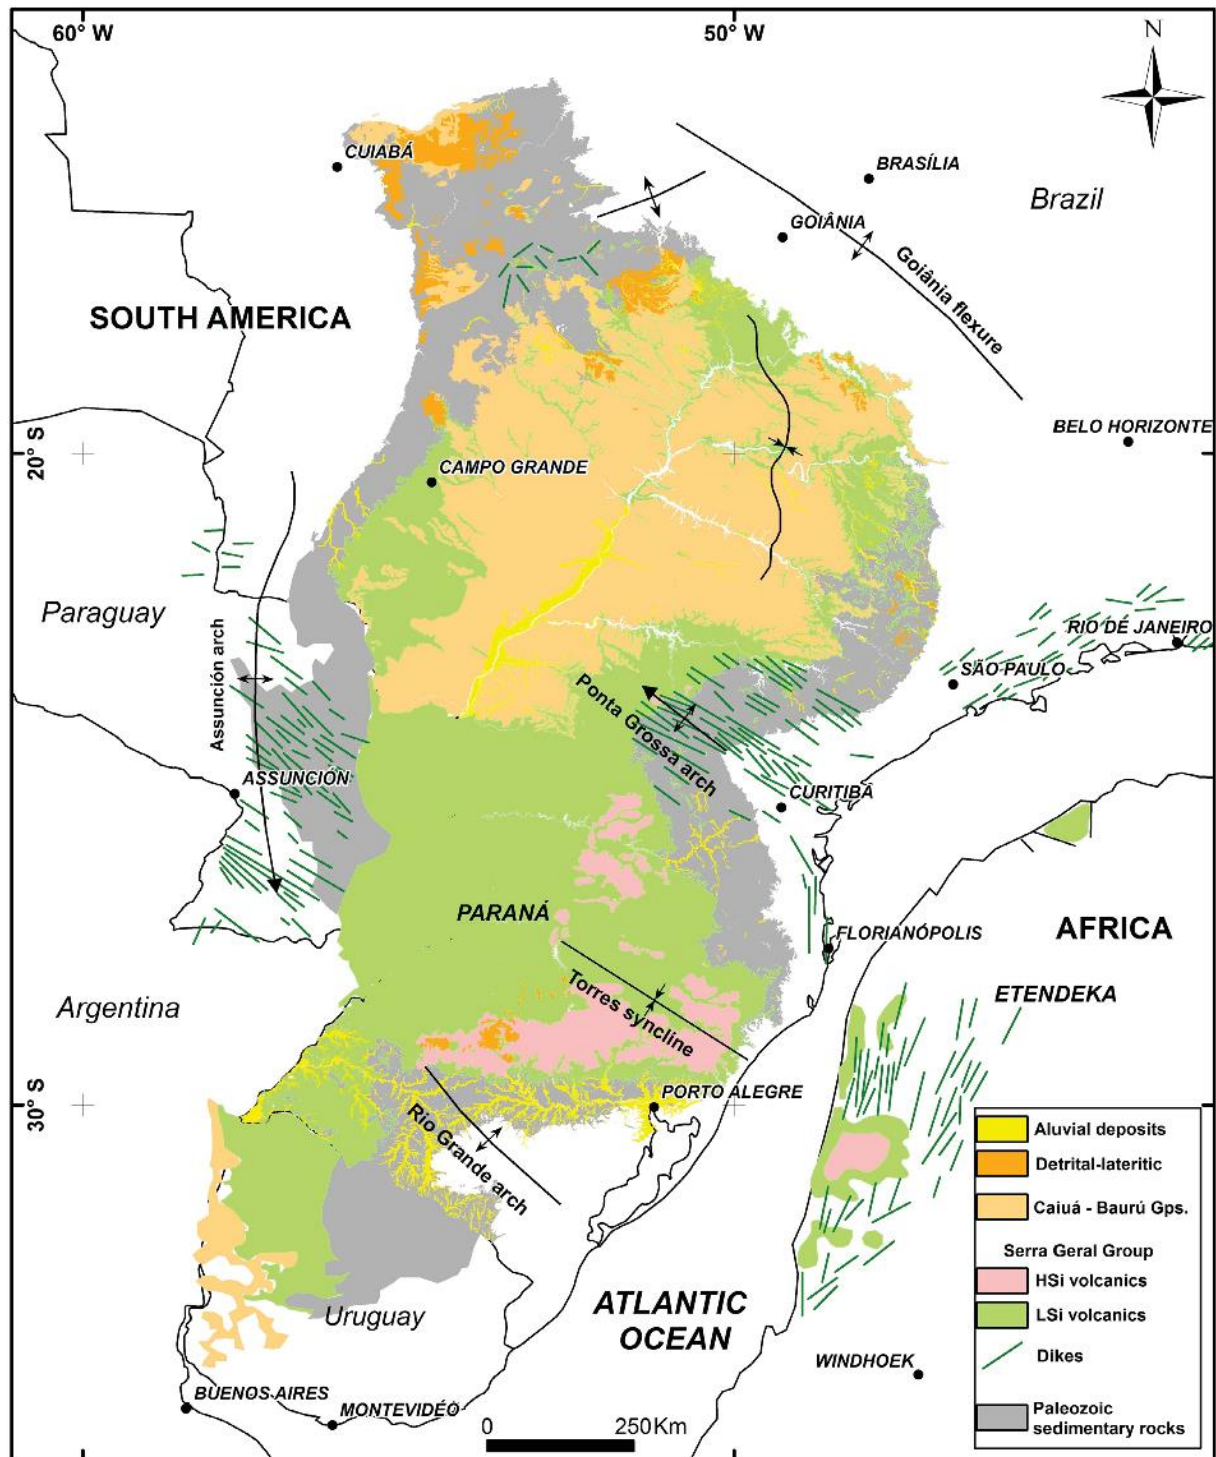 60° W
50° W
N
CUIABÁ
BRASÍLIA
Brazil
GOIÂNIA
Goiânia flexure
SOUTH AMERICA
BELO HORIZONTE
20° S
CAMPO GRANDE
Paraguay
RIO DE JANEIRO
Assunción arch
SÃO PAULO
Ponta Grossa arch
ASSUNCIÓN
CURITIBÁ
PARANÁ
FLORIANÓPOLIS
AFRICA
Torres syncline
ETENDEKA
Argentina
PORTO ALEGRE
30° S
Rio Grande arch
Aluvial deposits
Detrital-lateritic
Caiuá - Baurú Gps.
Serra Geral Group
HSi volcanics
LSi volcanics
Dikes
Paleozoic
sedimentary rocks
ATLANTIC
OCEAN
Uruguay
WINDHOEK
BUENOS AIRES
MONTEVIDÉO
0
250Km